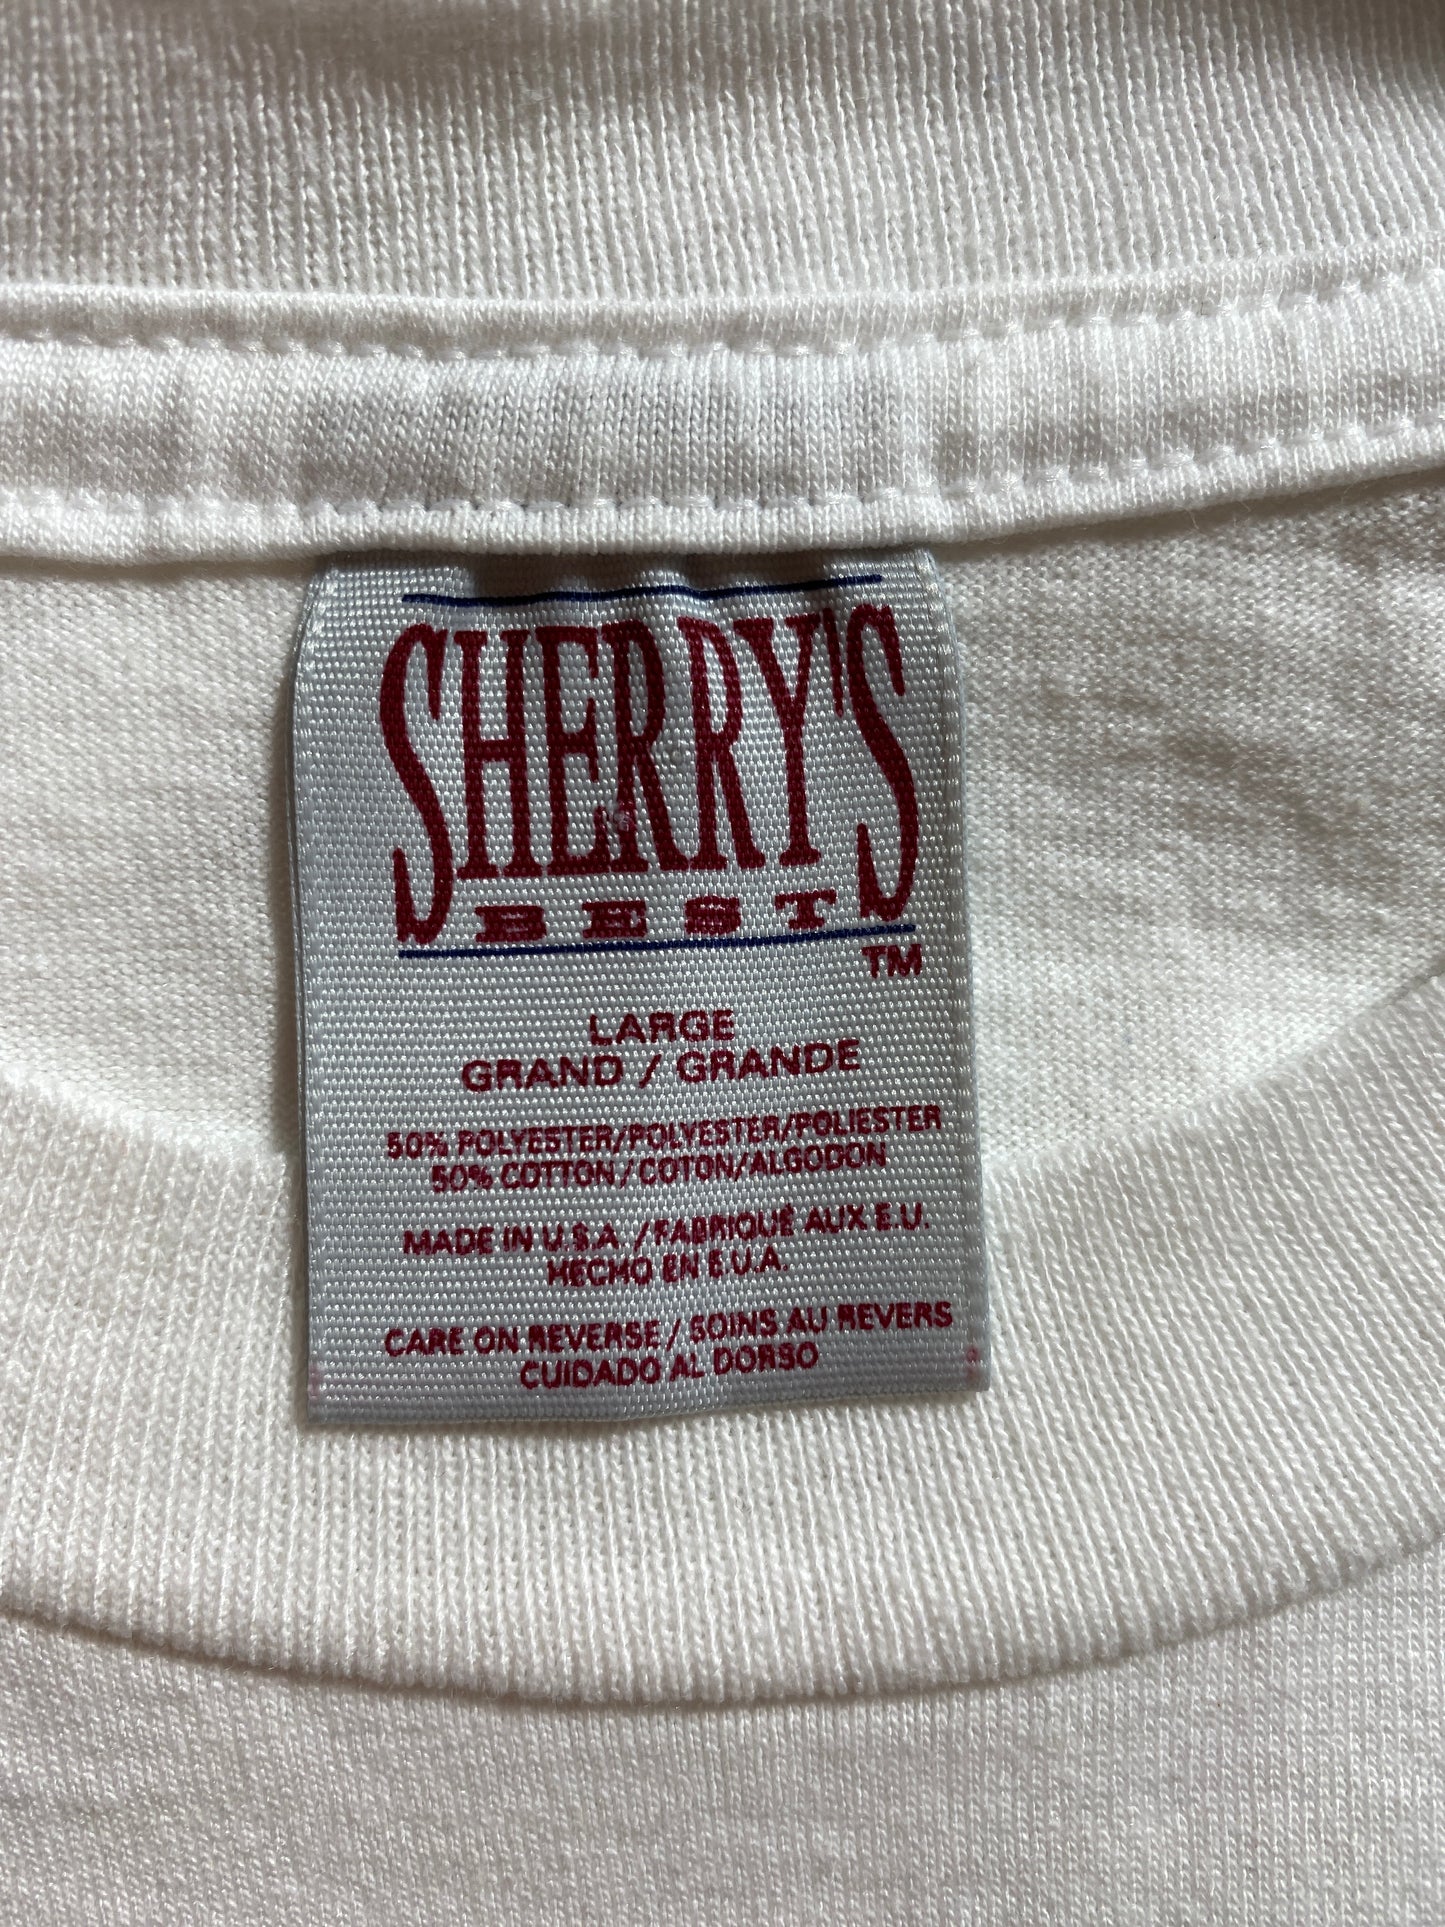 SHERRY'S
BEST
TM
LARGE
GRAND / GRANDE
50% POLYESTER/POLYESTER/POLIESTER
50% COTTON/COTON/ALGODON
MADE IN U.S.A. / FABRIQUÉ AUX E.U.
HECHO EN E.U.A.
CARE ON REVERSE / SOINS AU REVERS
CUIDADO AL DORSO